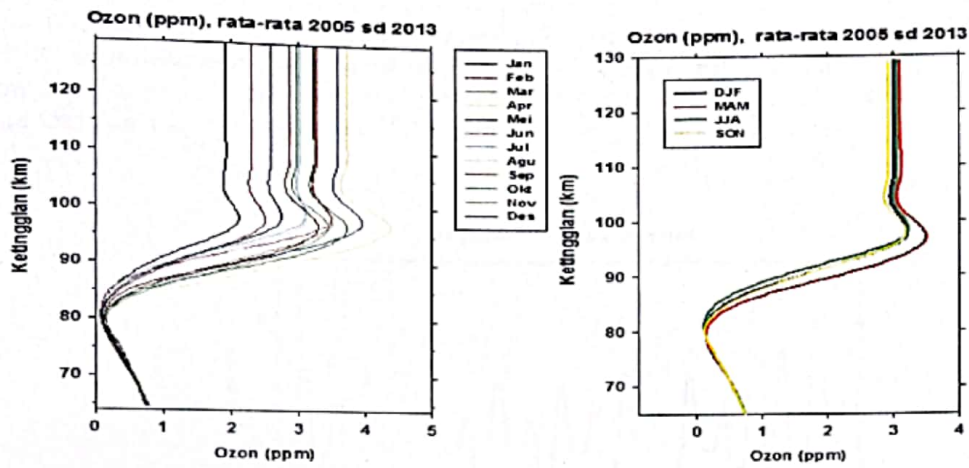 Ozon (ppm), rata-rata 2005 sd 2013
120
110
100
90
80
70
Ketingglan (km)
0 1 2 3 4 5
Ozon (ppm)
Jan
Feb
Mar
Apr
Mei
Jun
Jul
Agu
Sep
Okt
Nov
Des
Ozon (ppm), rata-rata 2005 sd 2013
130
120
110
100
90
80
70
Ketingglan (km)
0 1 2 3 4
Ozon (ppm)
DJF
MAM
JJA
SON